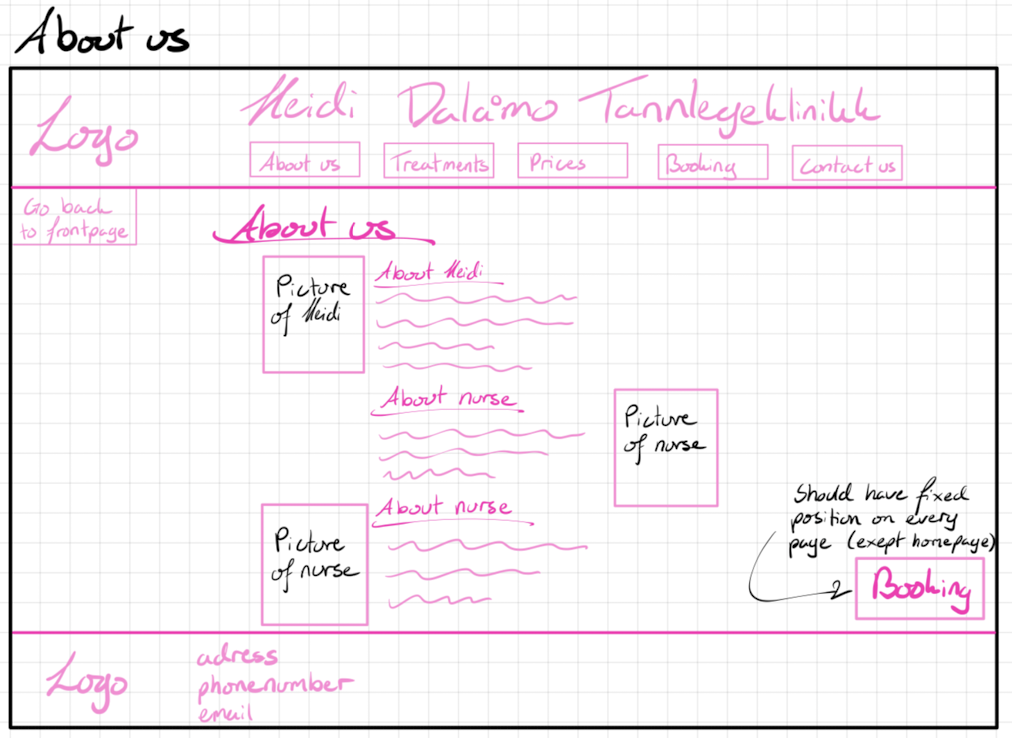 About us
Logo
Heidi Dalåmo Tannlegeklinikk
About us
Treatments
Prices
Booking
Contact us
Go back
to frontpage
About us
Picture
of Heidi
About Heidi
About nurse
Picture
of nurse
About nurse
Picture
of nurse
Should have fixed
position on every
page (exept homepage)
Booking
Logo
adress
phonenumber
email